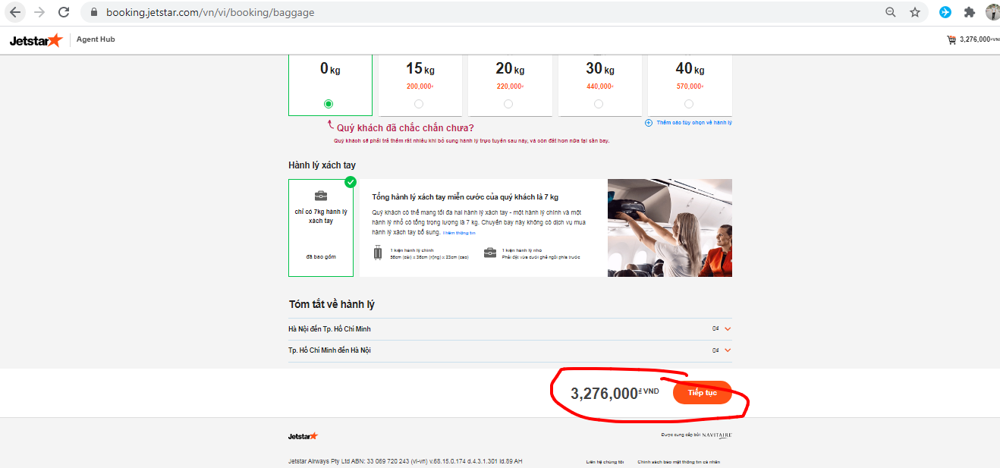 booking.jetstar.com/vn/vi/booking/baggage
Jetstar Agent Hub 3,276,000 VND
0 kg
15 kg
200,000đ
20 kg
220,000đ
30 kg
440,000đ
40 kg
570,000đ
Quý khách đã chắc chắn chưa?
Thêm các tùy chọn về hành lý
Quý khách sẽ phải trả thêm rất nhiều khi bổ sung hành lý trực tuyến sau này, và còn đắt hơn nữa tại sân bay.
Hành lý xách tay
chỉ có 7kg hành lý
xách tay
đã bao gồm
Tổng hành lý xách tay miễn cước của quý khách là 7 kg
Quý khách có thể mang tối đa hai hành lý xách tay - một hành lý chính và một
hành lý nhỏ có tổng trọng lượng là 7 kg. Chuyến bay này không có dịch vụ mua
hành lý xách tay bổ sung. Thêm thông tin
1 kiện hành lý chính
56cm (dài) x 36cm (rộng) x 23cm (cao)
1 kiện hành lý nhỏ
Phải đặt vừa dưới ghế ngồi phía trước
Tóm tắt về hành lý
Hà Nội đến Tp. Hồ Chí Minh 0đ
Tp. Hồ Chí Minh đến Hà Nội 0đ
3,276,000đ VND Tiếp tục
Jetstar Được cung cấp bởi NAVITAIRE
Jetstar Airways Pty Ltd ABN: 33 069 720 243 (vi-vn) v.68.15.0.174 d.4.3.1.301 Id.89 AH Liên hệ chúng tôi Chính sách bảo mật thông tin cá nhân